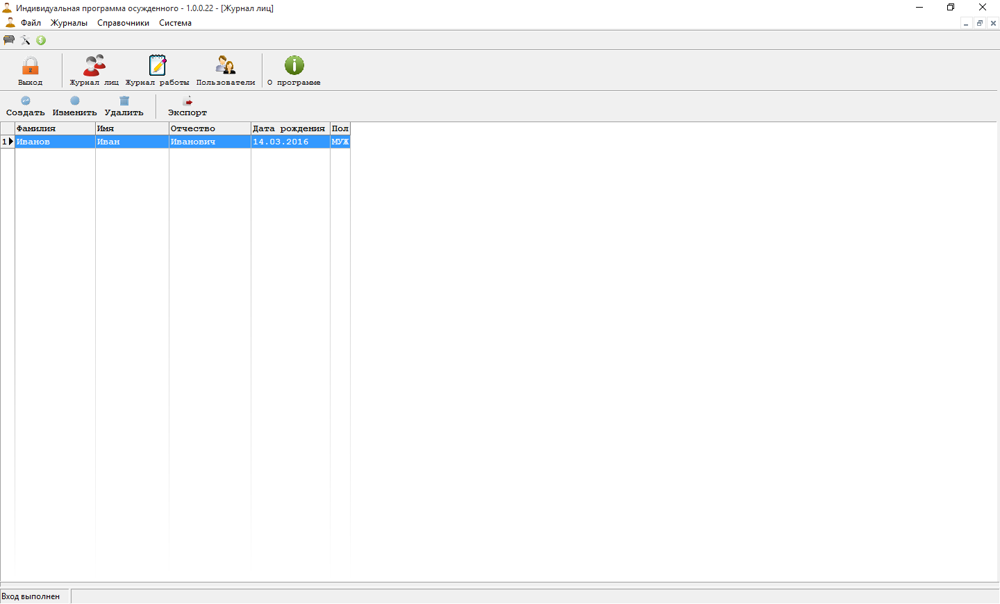 Индивидуальная программа осужденного - 1.0.0.22 - [Журнал лиц]
Файл Журналы Справочники Система
Выход Журнал лиц Журнал работы Пользователи О программе
Создать Изменить Удалить Экспорт
Фамилия Имя Отчество Дата рождения Пол
1 Иванов Иван Иванович 14.03.2016 МУЖ
Вход выполнен